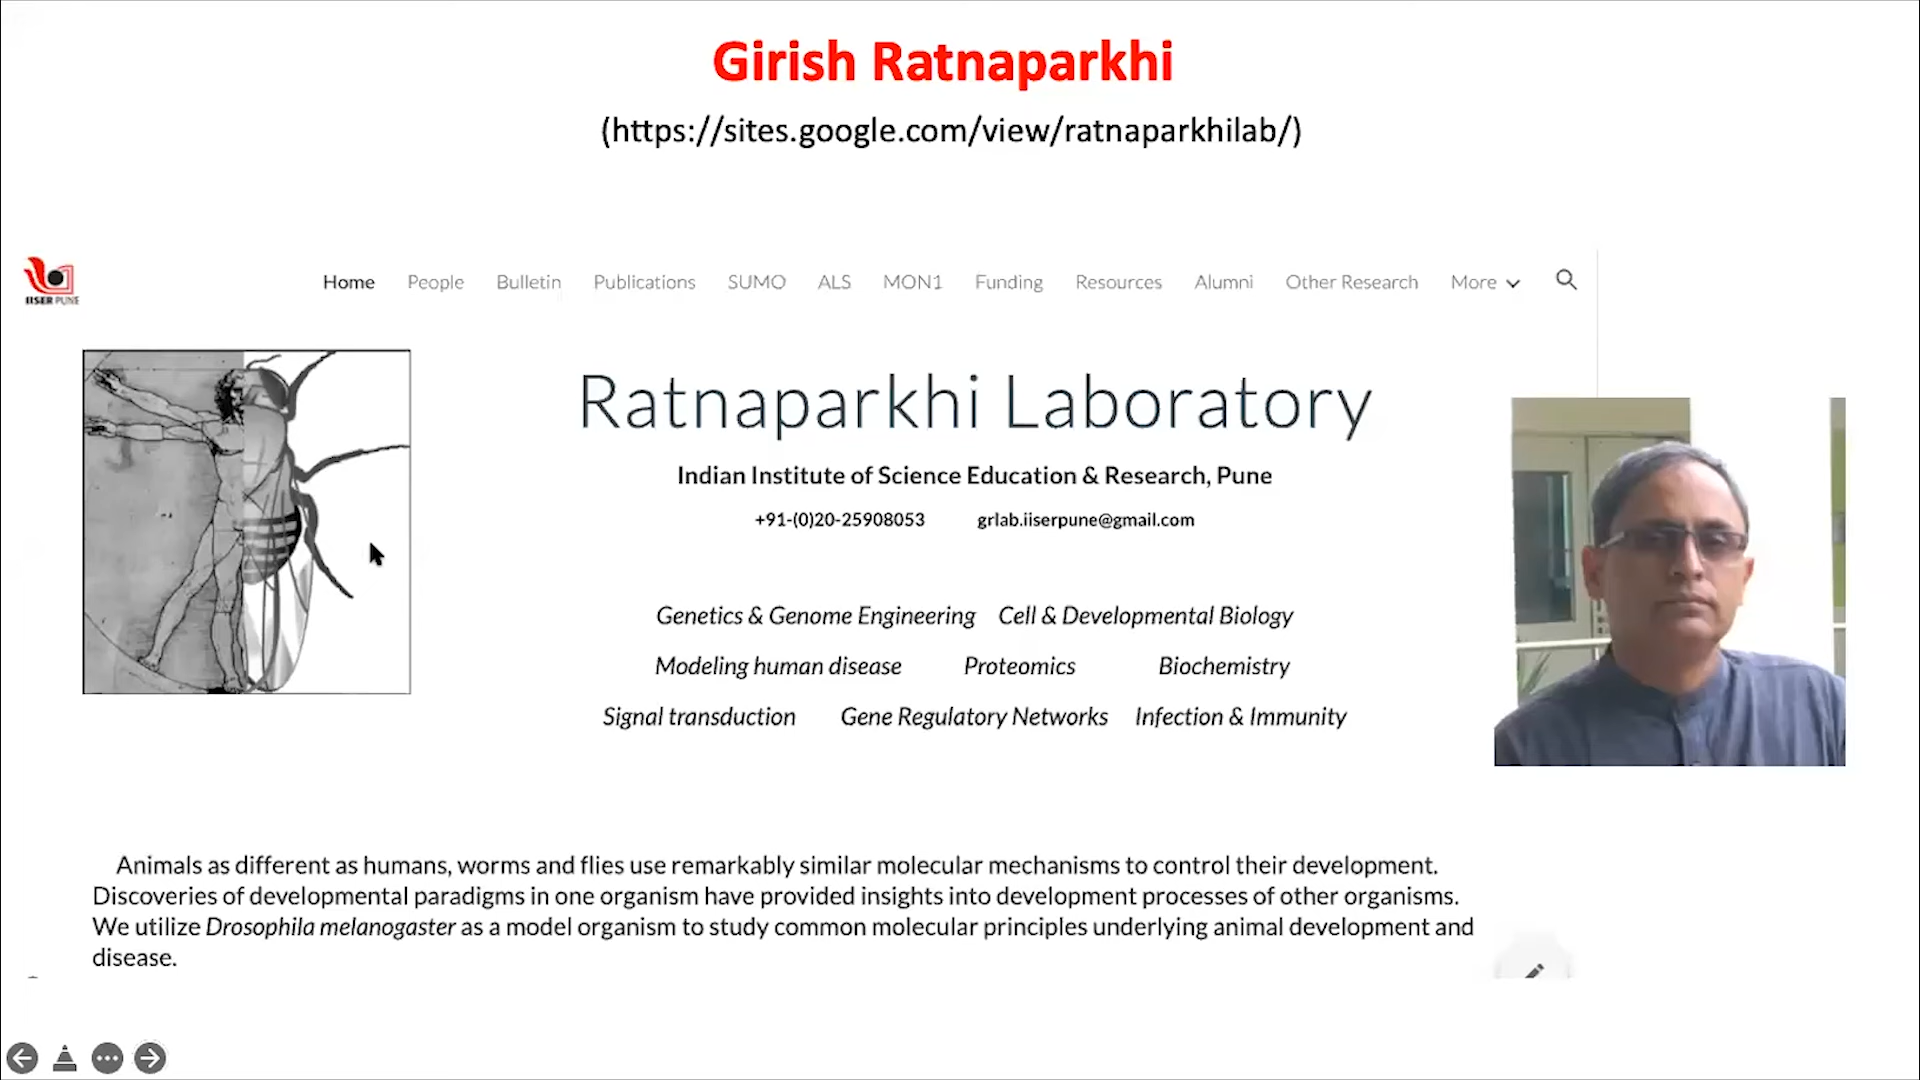 Girish Ratnaparkhi
(https://sites.google.com/view/ratnaparkhilab/)
IISER PUNE
Home People Bulletin Publications SUMO ALS MON1 Funding Resources Alumni Other Research More
Ratnaparkhi Laboratory
Indian Institute of Science Education & Research, Pune
+91-(0)20-25908053 grlab.iiserpune@gmail.com
Genetics & Genome Engineering Cell & Developmental Biology
Modeling human disease Proteomics Biochemistry
Signal transduction Gene Regulatory Networks Infection & Immunity
Animals as different as humans, worms and flies use remarkably similar molecular mechanisms to control their development.
Discoveries of developmental paradigms in one organism have provided insights into development processes of other organisms.
We utilize Drosophila melanogaster as a model organism to study common molecular principles underlying animal development and
disease.